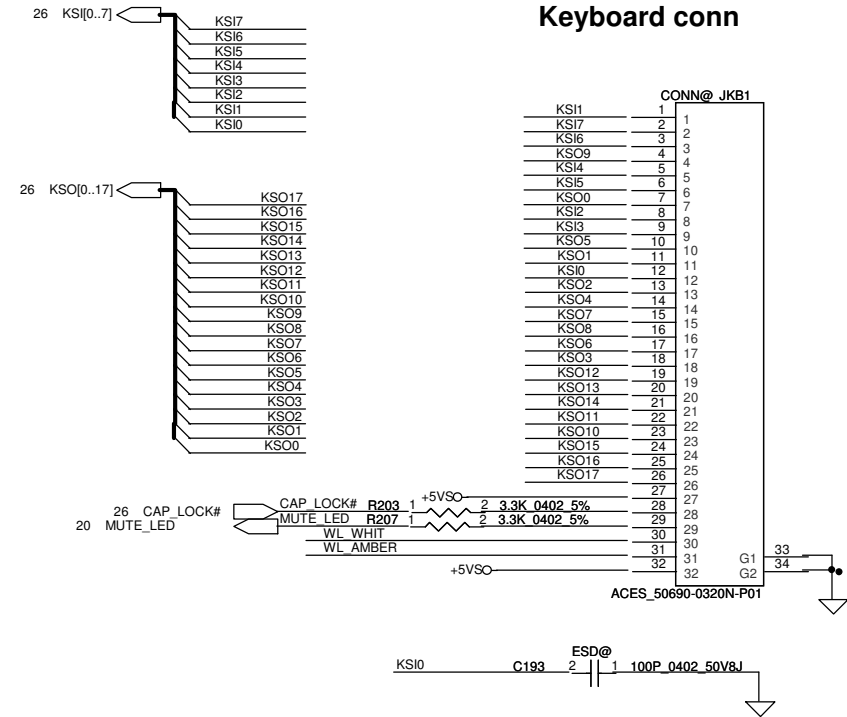 Keyboard conn
26 KSI[0..7]
KSI7
KSI6
KSI5
KSI4
KSI3
KSI2
KSI1
KSI0
26 KSO[0..17]
KSO17
KSO16
KSO15
KSO14
KSO13
KSO12
KSO11
KSO10
KSO9
KSO8
KSO7
KSO6
KSO5
KSO4
KSO3
KSO2
KSO1
KSO0
CONN@ JKB1
KSI1 1 1
KSI7 2 2
KSI6 3 3
KSO9 4 4
KSI4 5 5
KSI5 6 6
KSO0 7 7
KSI2 8 8
KSI3 9 9
KSO5 10 10
KSO1 11 11
KSI0 12 12
KSO2 13 13
KSO4 14 14
KSO7 15 15
KSO8 16 16
KSO6 17 17
KSO3 18 18
KSO12 19 19
KSO13 20 20
KSO14 21 21
KSO11 22 22
KSO10 23 23
KSO15 24 24
KSO16 25 25
KSO17 26 26
+5VS 27 27
26 CAP_LOCK# CAP_LOCK# R203 1 2 3.3K_0402_5% 28 28
20 MUTE_LED MUTE_LED R207 1 2 3.3K_0402_5% 29 29
WL_WHIT 30 30
WL_AMBER 31 31 G1 33
+5VS 32 32 G2 34
ACES_50690-0320N-P01
ESD@
KSI0 C193 2 1 100P_0402_50V8J